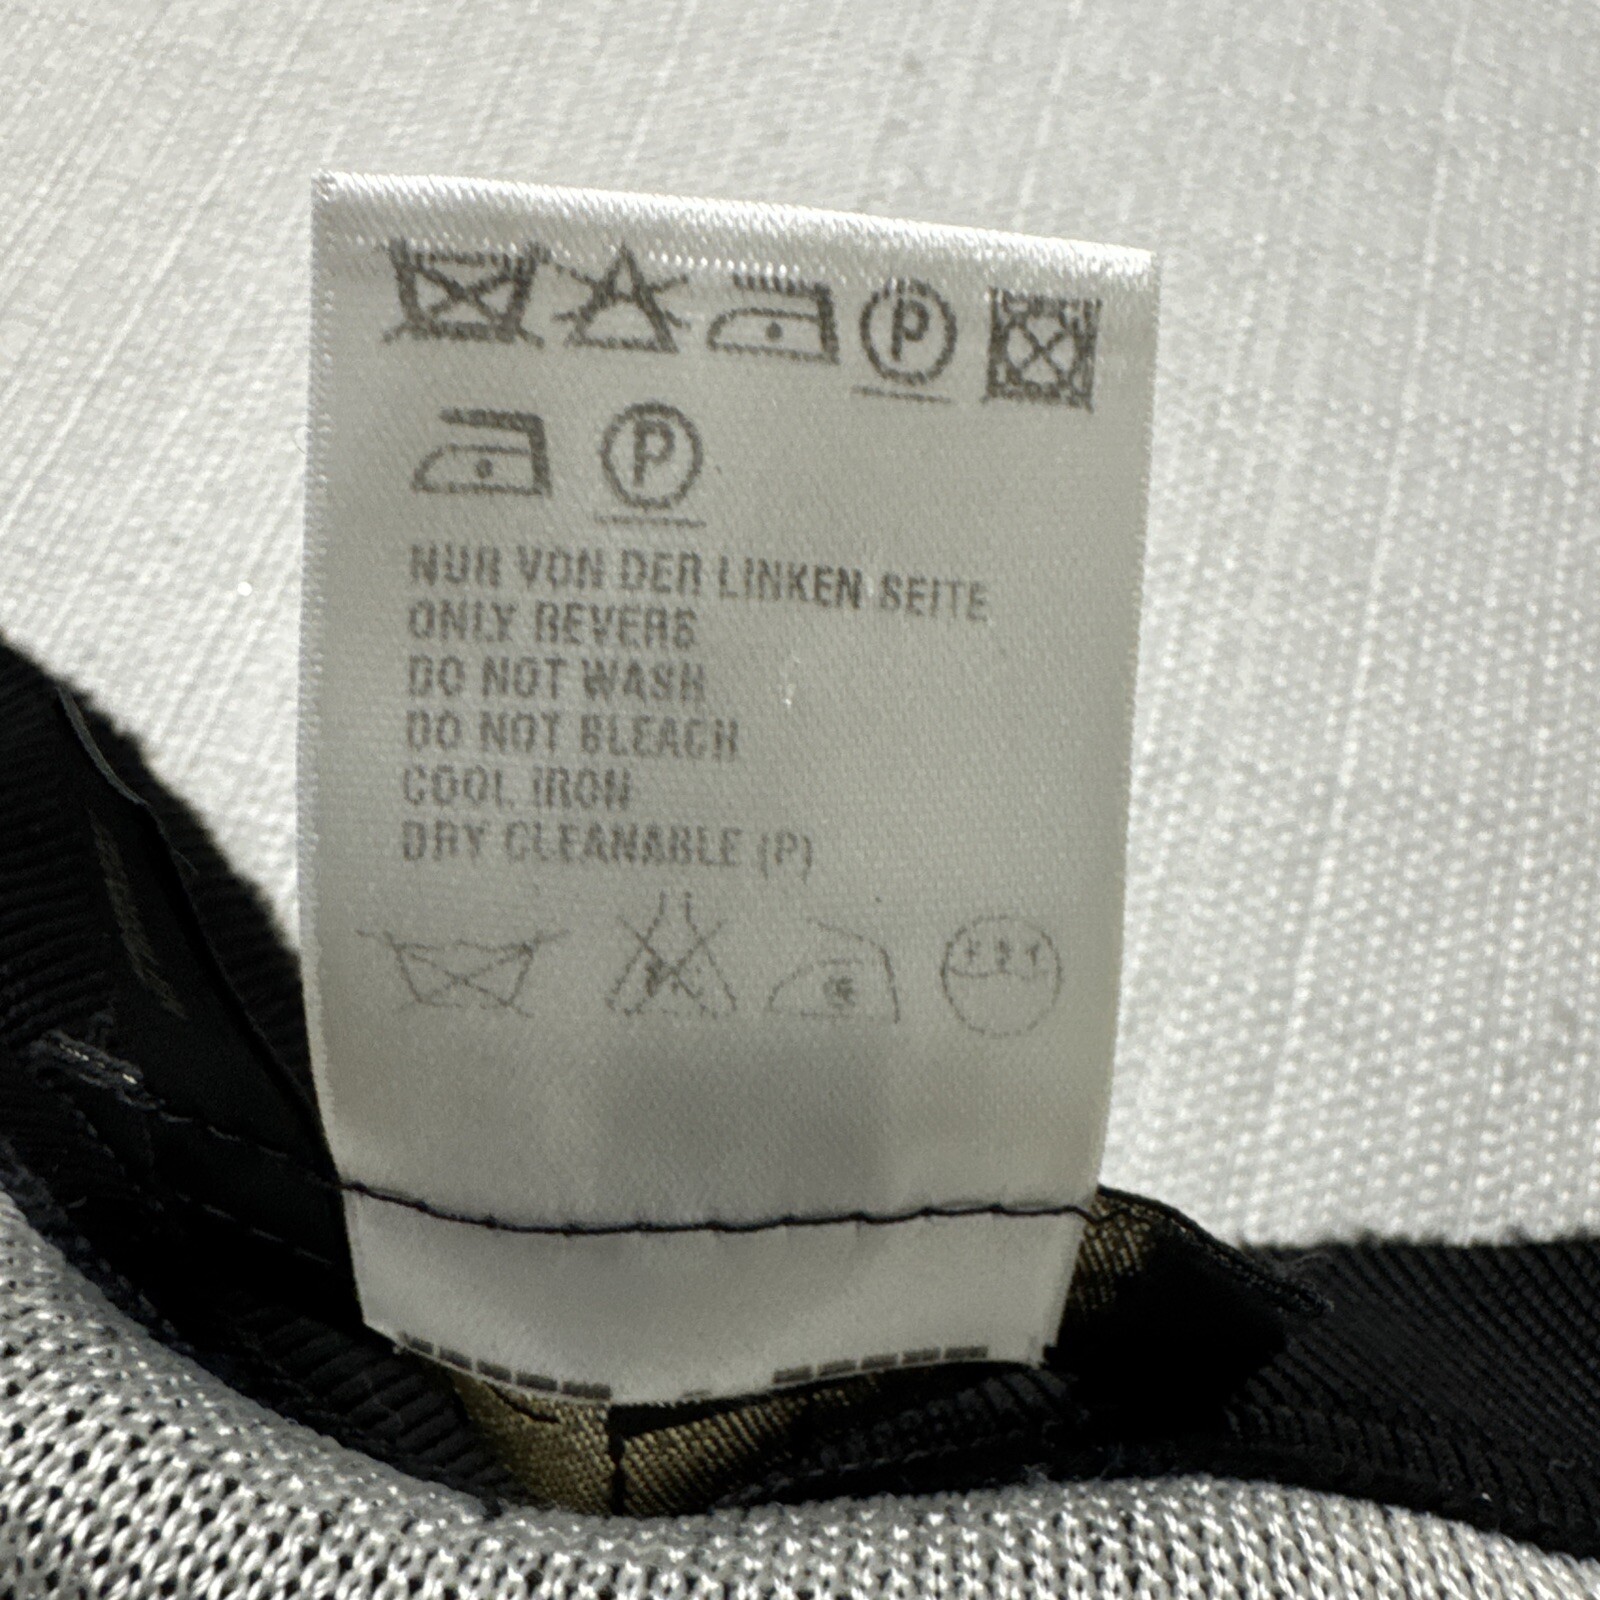 P
P
NUR VON DER LINKEN SEITE
ONLY REVERS
DO NOT WASH
DO NOT BLEACH
COOL IRON
DRY CLEANABLE (P)